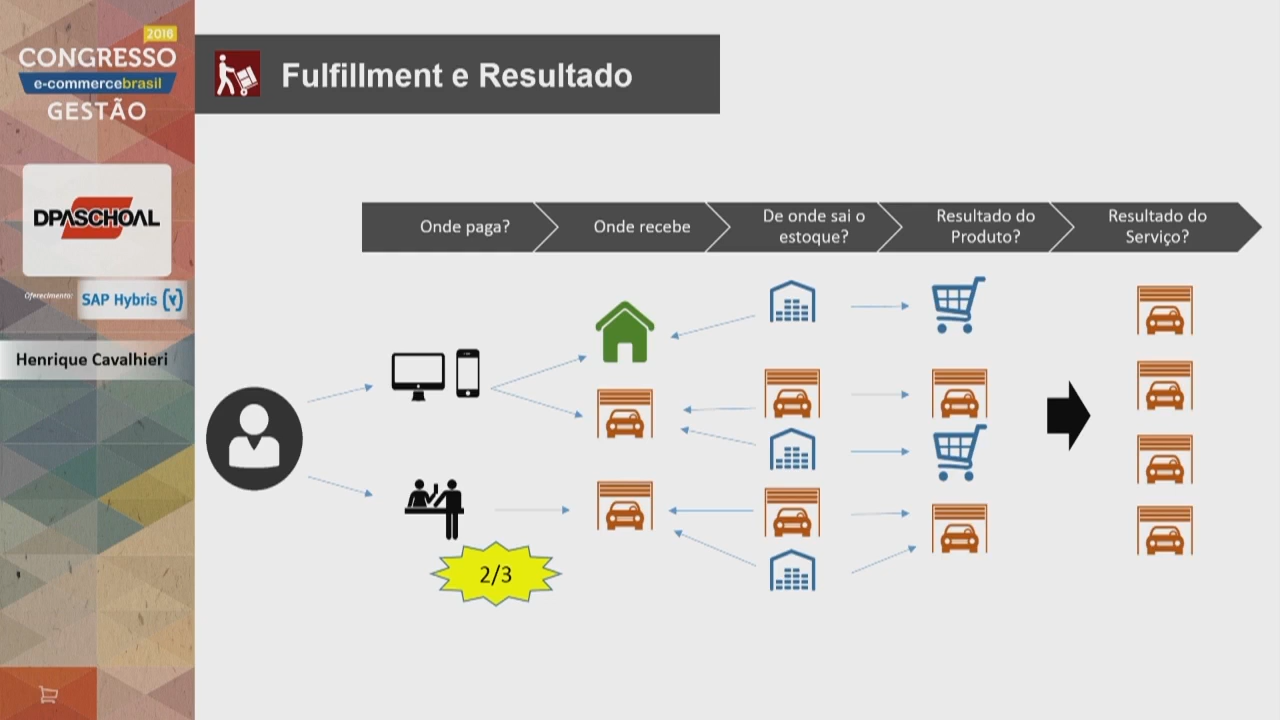 2016
CONGRESSO
e-commercebrasil
GESTÃO
DPASCHOAL
Oferecimento:
SAP Hybris (Y)
Henrique Cavalhieri
Fulfillment e Resultado
Onde paga?
Onde recebe
De onde sai o
estoque?
Resultado do
Produto?
Resultado do
Serviço?
2/3